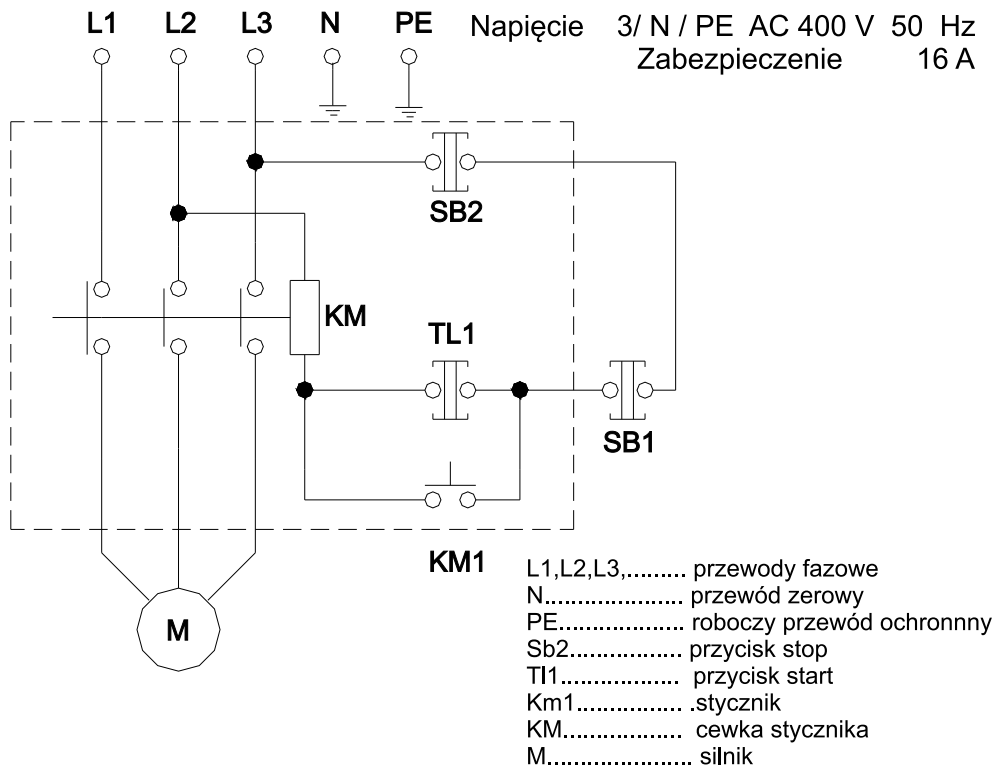 L1 L2 L3 N PE Napięcie 3/ N / PE AC 400 V 50 Hz
Zabezpieczenie 16 A
SB2
KM
TL1
SB1
KM1
M
L1,L2,L3,........ przewody fazowe
N.................... przewód zerowy
PE.................. roboczy przewód ochronnny
Sb2................ przycisk stop
Tl1................. przycisk start
Km1............... .stycznik
KM................. cewka stycznika
M.................... silnik